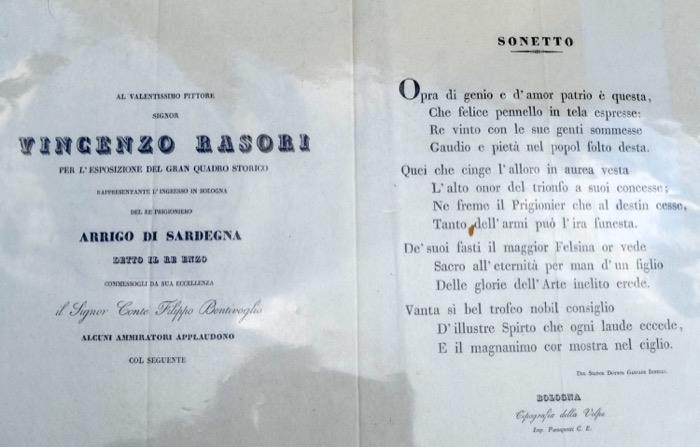 AL VALENTISSIMO PITTORE
SIGNOR
VINCENZO RASORI
PER L'ESPOSIZIONE DEL GRAN QUADRO STORICO
RAPPRESENTANTE L'INGRESSO IN BOLOGNA
DEL RE PRIGIONIERO
ARRIGO DI SARDEGNA
DETTO IL RE ENZO
COMMESSOGLI DA SUA ECCELLENZA
il Signor Conte Filippo Bentivoglio
ALCUNI AMMIRATORI APPLAUDONO
COL SEGUENTE
SONETTO
Opra di genio e d'amor patrio è questa,
Che felice pennello in tela espresse:
Re vinto con le sue genti sommesse
Gaudio e pietà nel popol folto desta.
Quei che cinge l'alloro in aurea vesta
L'alto onor del trionfo a suoi concesse;
Ne freme il Prigionier che al destin cesse,
Tanto dell'armi può l'ira funesta.
De' suoi fasti il maggior Felsina or vede
Sacro all'eternità per man d'un figlio
Delle glorie dell'Arte inclito erede.
Vanta sì bel trofeo nobil consiglio
D'illustre Spirto che ogni laude eccede,
E il magnanimo cor mostra nel ciglio.
Del Signor Dottor Gaspare
BOLOGNA
Tipografia della Volpe
Imp. Pasquati C. E.